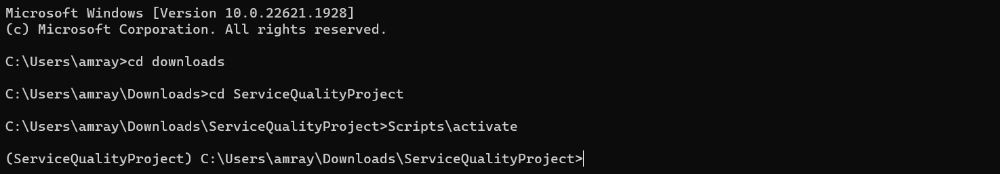 Microsoft Windows [Version 10.0.22621.1928]
(c) Microsoft Corporation. All rights reserved.
C:\Users\amray>cd downloads
C:\Users\amray\Downloads>cd ServiceQualityProject
C:\Users\amray\Downloads\ServiceQualityProject>Scripts\activate
(ServiceQualityProject) C:\Users\amray\Downloads\ServiceQualityProject>